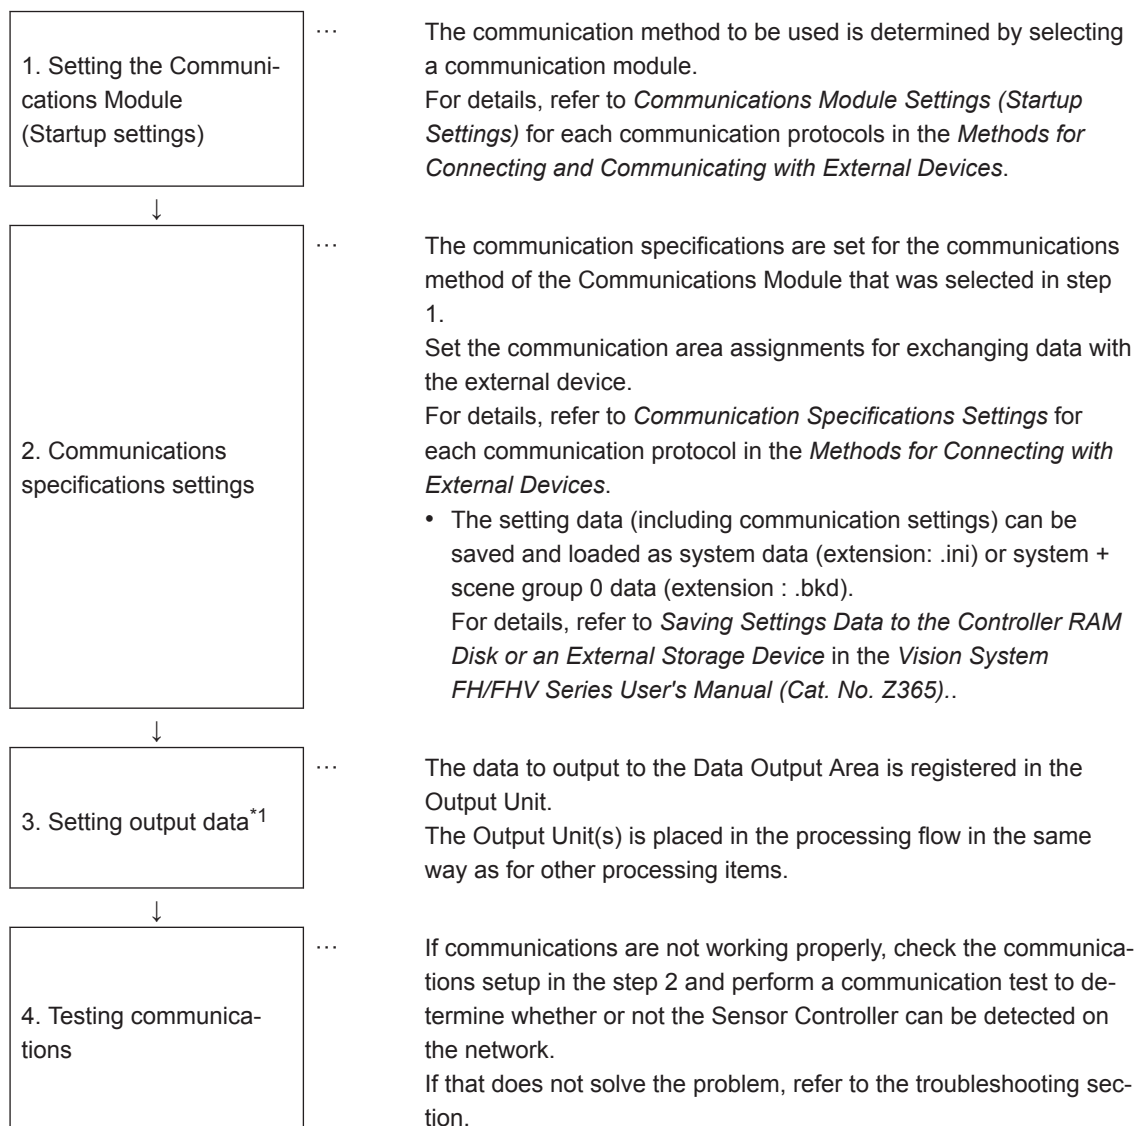 1. Setting the Communi-
cations Module
(Startup settings)
…
The communication method to be used is determined by selecting
a communication module.
For details, refer to Communications Module Settings (Startup
Settings) for each communication protocols in the Methods for
Connecting and Communicating with External Devices.
↓
2. Communications
specifications settings
…
The communication specifications are set for the communications
method of the Communications Module that was selected in step
1.
Set the communication area assignments for exchanging data with
the external device.
For details, refer to Communication Specifications Settings for
each communication protocol in the Methods for Connecting with
External Devices.
• The setting data (including communication settings) can be
saved and loaded as system data (extension: .ini) or system +
scene group 0 data (extension : .bkd).
For details, refer to Saving Settings Data to the Controller RAM
Disk or an External Storage Device in the Vision System
FH/FHV Series User's Manual (Cat. No. Z365)..
↓
3. Setting output data*1
…
The data to output to the Data Output Area is registered in the
Output Unit.
The Output Unit(s) is placed in the processing flow in the same
way as for other processing items.
↓
4. Testing communica-
tions
…
If communications are not working properly, check the communica-
tions setup in the step 2 and perform a communication test to de-
termine whether or not the Sensor Controller can be detected on
the network.
If that does not solve the problem, refer to the troubleshooting sec-
tion.